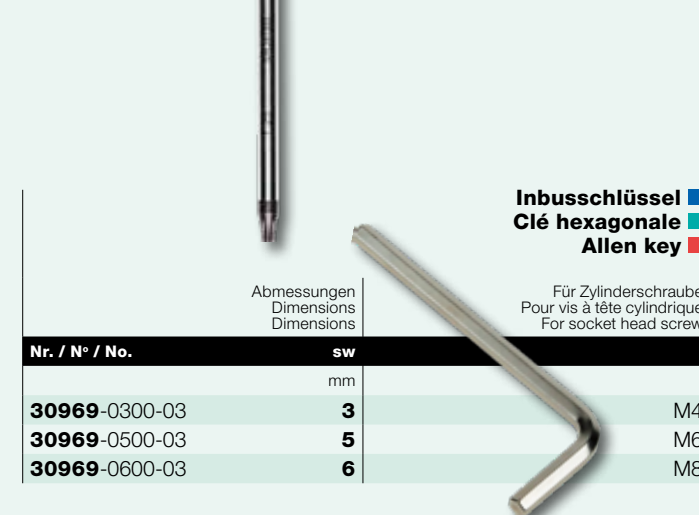 Inbusschlüssel
Clé hexagonale
Allen key
Abmessungen
Dimensions
Dimensions
Für Zylinderschraube
Pour vis à tête cylindrique
For socket head screw
Nr. / Nº / No. sw
mm
30969-0300-03 3 M4
30969-0500-03 5 M6
30969-0600-03 6 M8